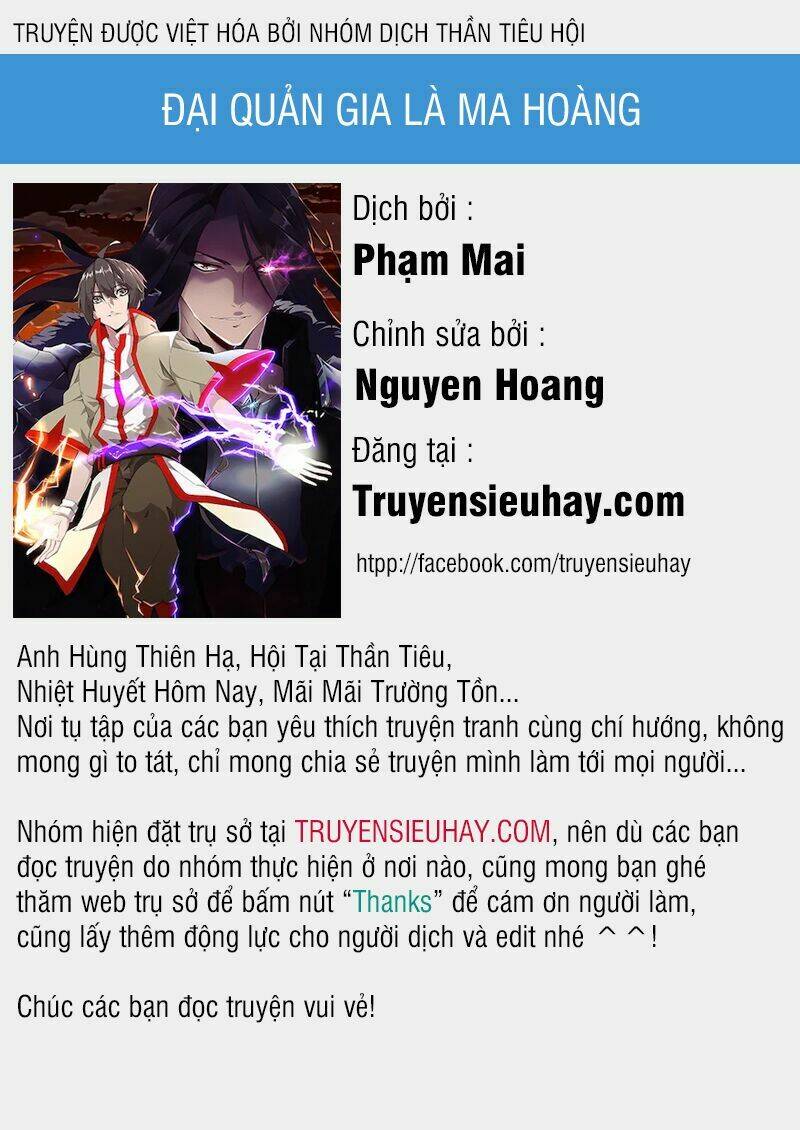 TRUYỆN ĐƯỢC VIỆT HÓA BỞI NHÓM DỊCH THẦN TIÊU HỘI
ĐẠI QUẢN GIA LÀ MA HOÀNG
Dịch bởi :
Phạm Mai
Chỉnh sửa bởi :
Nguyen Hoang
Đăng tại :
Truyensieuhay.com
htpp://facebook.com/truyensieuhay
Anh Hùng Thiên Hạ, Hội Tại Thần Tiêu,
Nhiệt Huyết Hôm Nay, Mãi Mãi Trường Tồn...
Nơi tụ tập của các bạn yêu thích truyện tranh cùng chí hướng, không
mong gì to tát, chỉ mong chia sẻ truyện mình làm tới mọi người...
Nhóm hiện đặt trụ sở tại TRUYENSIEUHAY.COM, nên dù các bạn
đọc truyện do nhóm thực hiện ở nơi nào, cũng mong bạn ghé
thăm web trụ sở để bấm nút “Thanks” để cám ơn người làm,
cũng lấy thêm động lực cho người dịch và edit nhé ^ ^!
Chúc các bạn đọc truyện vui vẻ!